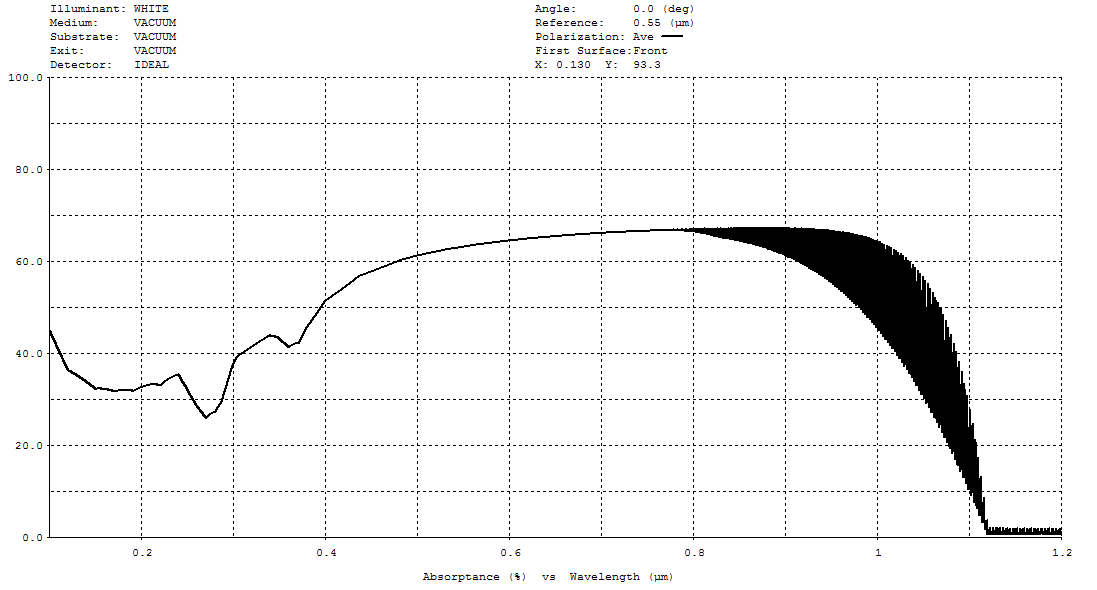 Illuminant: WHITE
Medium: VACUUM
Substrate: VACUUM
Exit: VACUUM
Detector: IDEAL
Angle: 0.0 (deg)
Reference: 0.55 (µm)
Polarization: Ave
First Surface:Front
X: 0.130 Y: 93.3
100.0
80.0
60.0
40.0
20.0
0.0
0.2 0.4 0.6 0.8 1 1.2
Absorptance (%) vs Wavelength (µm)